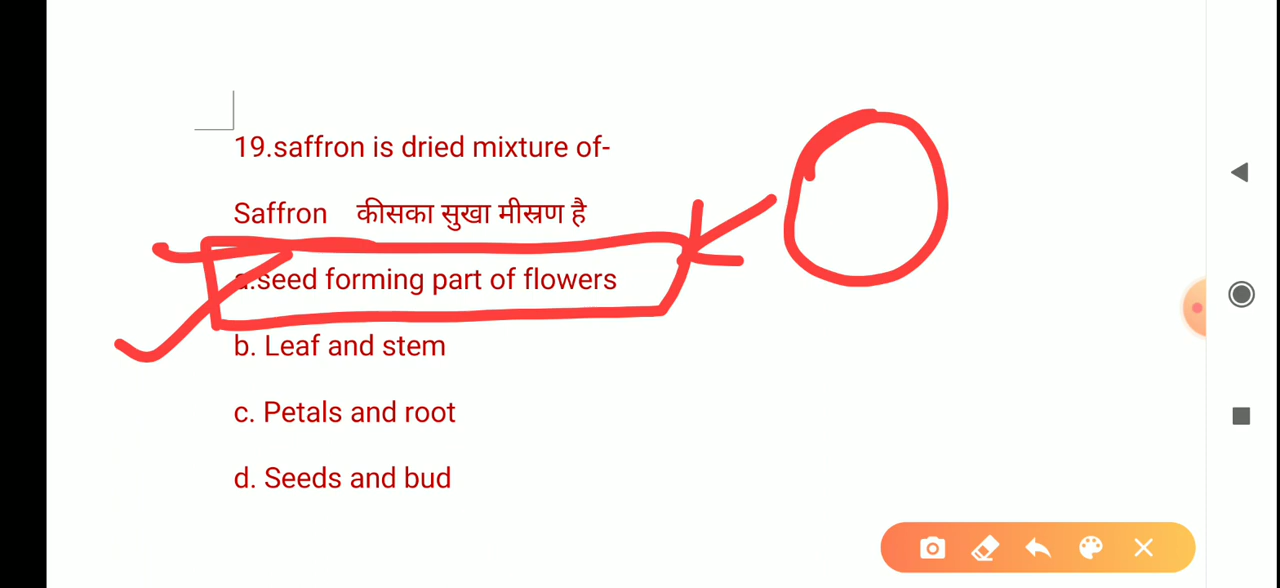 19.saffron is dried mixture of-
Saffron कीसका सुखा मीस्रण है
a.seed forming part of flowers
b. Leaf and stem
c. Petals and root
d. Seeds and bud